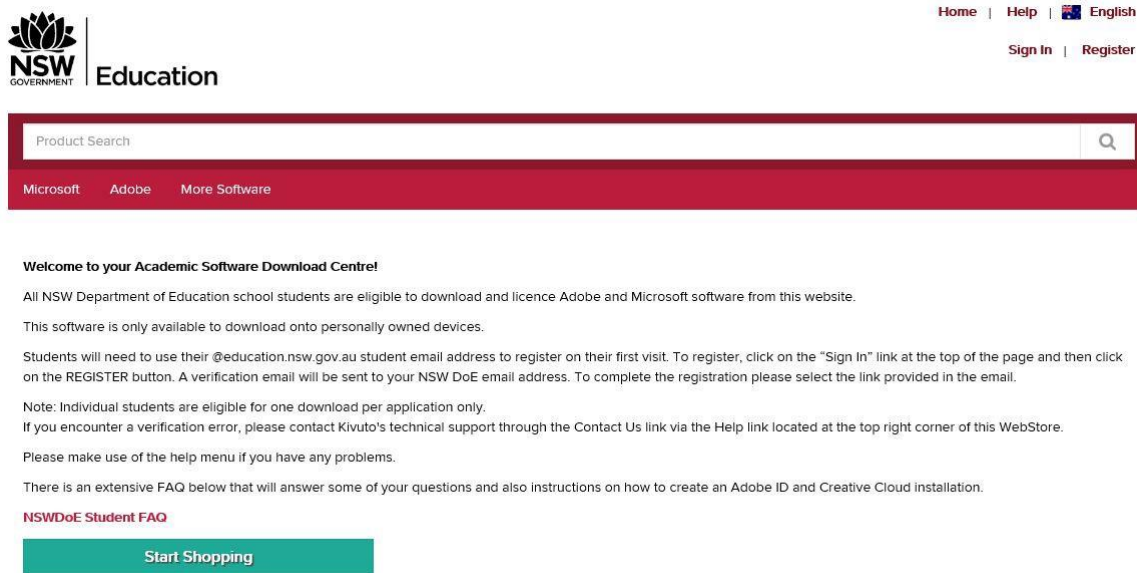 Home | Help | English
Sign In | Register
NSW
GOVERNMENT
Education
Product Search
Microsoft Adobe More Software
Welcome to your Academic Software Download Centre!
All NSW Department of Education school students are eligible to download and licence Adobe and Microsoft software from this website.
This software is only available to download onto personally owned devices.
Students will need to use their @education.nsw.gov.au student email address to register on their first visit. To register, click on the “Sign In” link at the top of the page and then click
on the REGISTER button. A verification email will be sent to your NSW DoE email address. To complete the registration please select the link provided in the email.
Note: Individual students are eligible for one download per application only.
If you encounter a verification error, please contact Kivuto's technical support through the Contact Us link via the Help link located at the top right corner of this WebStore.
Please make use of the help menu if you have any problems.
There is an extensive FAQ below that will answer some of your questions and also instructions on how to create an Adobe ID and Creative Cloud installation.
NSWDoE Student FAQ
Start Shopping